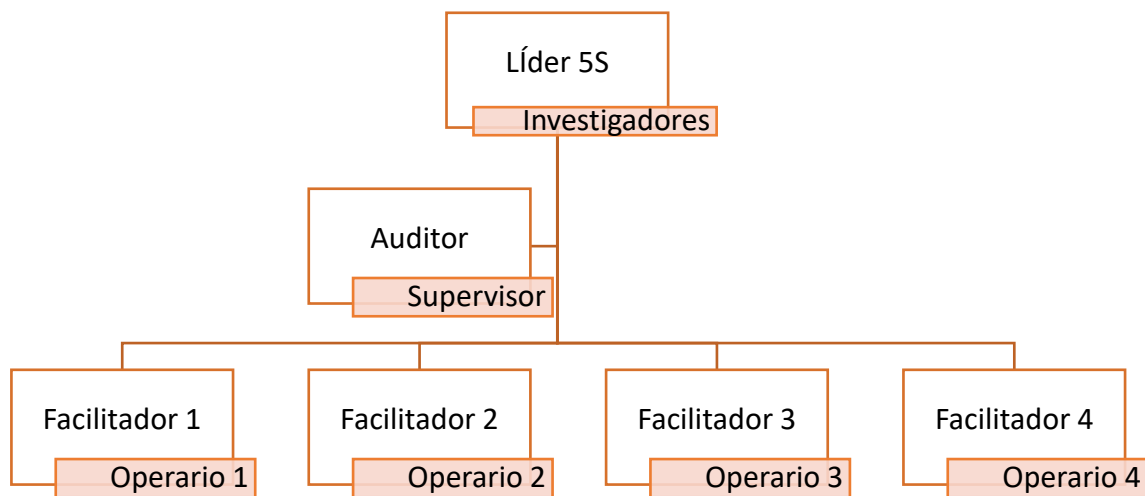 LÍder 5S
Investigadores
Auditor
Supervisor
Facilitador 1
Operario 1
Facilitador 2
Operario 2
Facilitador 3
Operario 3
Facilitador 4
Operario 4